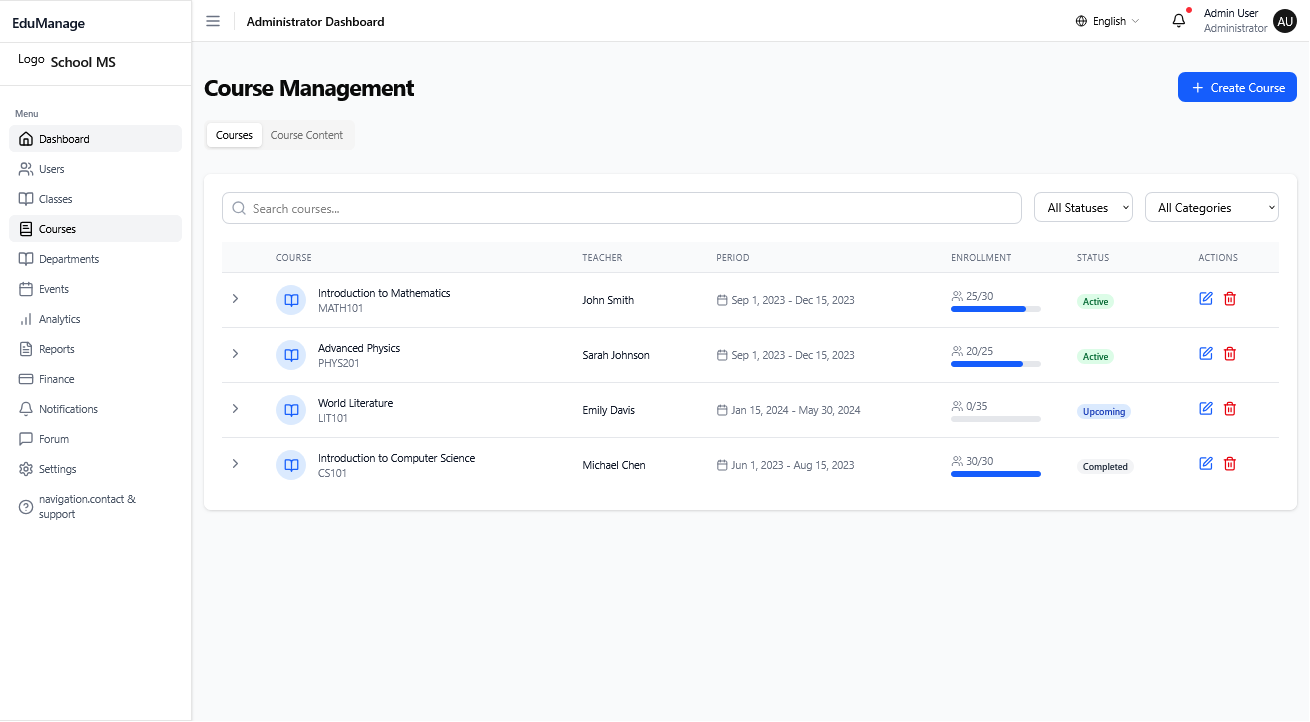 EduManage
Administrator Dashboard
English
Admin User
Administrator
AU
Logo
School MS
Menu
Dashboard
Users
Classes
Courses
Departments
Events
Analytics
Reports
Finance
Notifications
Forum
Settings
navigation.contact &
support
Course Management
Create Course
Courses
Course Content
Search courses...
All Statuses
All Categories
COURSE TEACHER PERIOD ENROLLMENT STATUS ACTIONS
Introduction to Mathematics
MATH101
John Smith
Sep 1, 2023 - Dec 15, 2023
25/30
Active
Advanced Physics
PHYS201
Sarah Johnson
Sep 1, 2023 - Dec 15, 2023
20/25
Active
World Literature
LIT101
Emily Davis
Jan 15, 2024 - May 30, 2024
0/35
Upcoming
Introduction to Computer Science
CS101
Michael Chen
Jun 1, 2023 - Aug 15, 2023
30/30
Completed